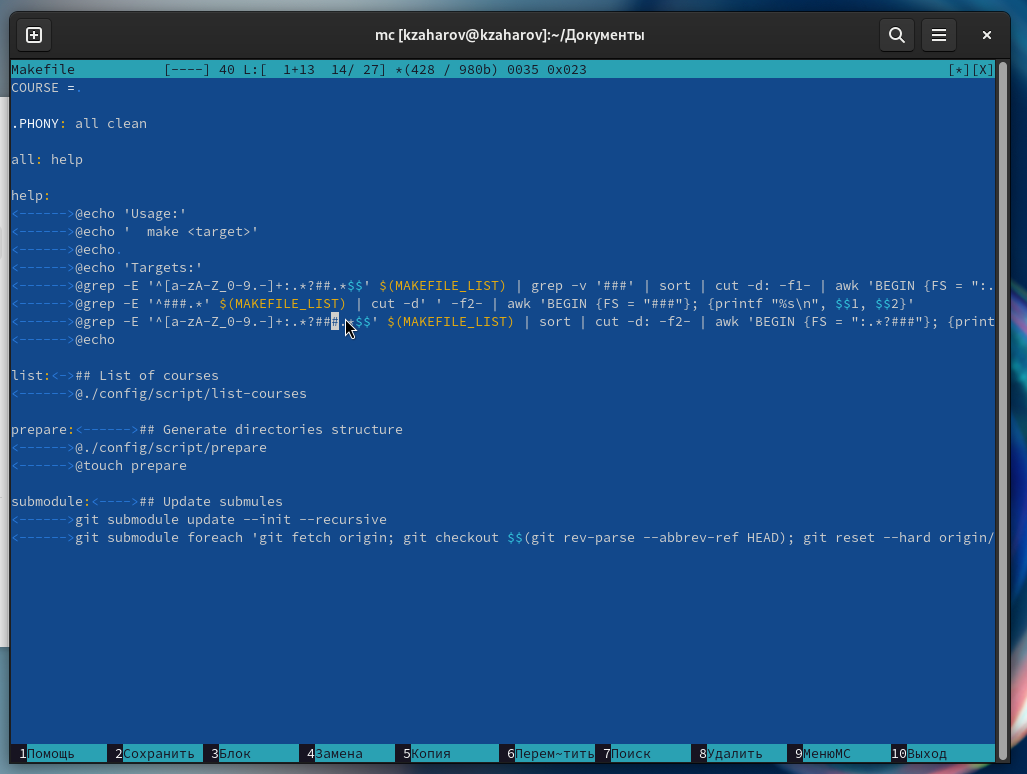 mc [kzaharov@kzaharov]:~/Документы
Makefile [----] 40 L:[ 1+13 14/ 27] *(428 / 980b) 0035 0x023 [*][X]
COURSE =.
.PHONY: all clean
all: help
help:
<------>@echo 'Usage:'
<------>@echo '  make <target>'
<------>@echo.
<------>@echo 'Targets:'
<------>@grep -E '^[a-zA-Z_0-9.-]+:.*?##.*$$' $(MAKEFILE_LIST) | grep -v '###' | sort | cut -d: -f1- | awk 'BEGIN {FS = ":.
<------>@grep -E '^###.*' $(MAKEFILE_LIST) | cut -d' ' -f2- | awk 'BEGIN {FS = "###"}; {printf "%s\n", $$1, $$2}'
<------>@grep -E '^[a-zA-Z_0-9.-]+:.*?###.*$$' $(MAKEFILE_LIST) | sort | cut -d: -f2- | awk 'BEGIN {FS = ":.*?###"}; {print
<------>@echo
list:<->## List of courses
<------>@./config/script/list-courses
prepare:<------>## Generate directories structure
<------>@./config/script/prepare
<------>@touch prepare
submodule:<---->## Update submules
<------>git submodule update --init --recursive
<------>git submodule foreach 'git fetch origin; git checkout $$(git rev-parse --abbrev-ref HEAD); git reset --hard origin/
1Помощь 2Сохранить 3Блок 4Замена 5Копия 6Перем~тить 7Поиск 8Удалить 9МенюMC 10Выход